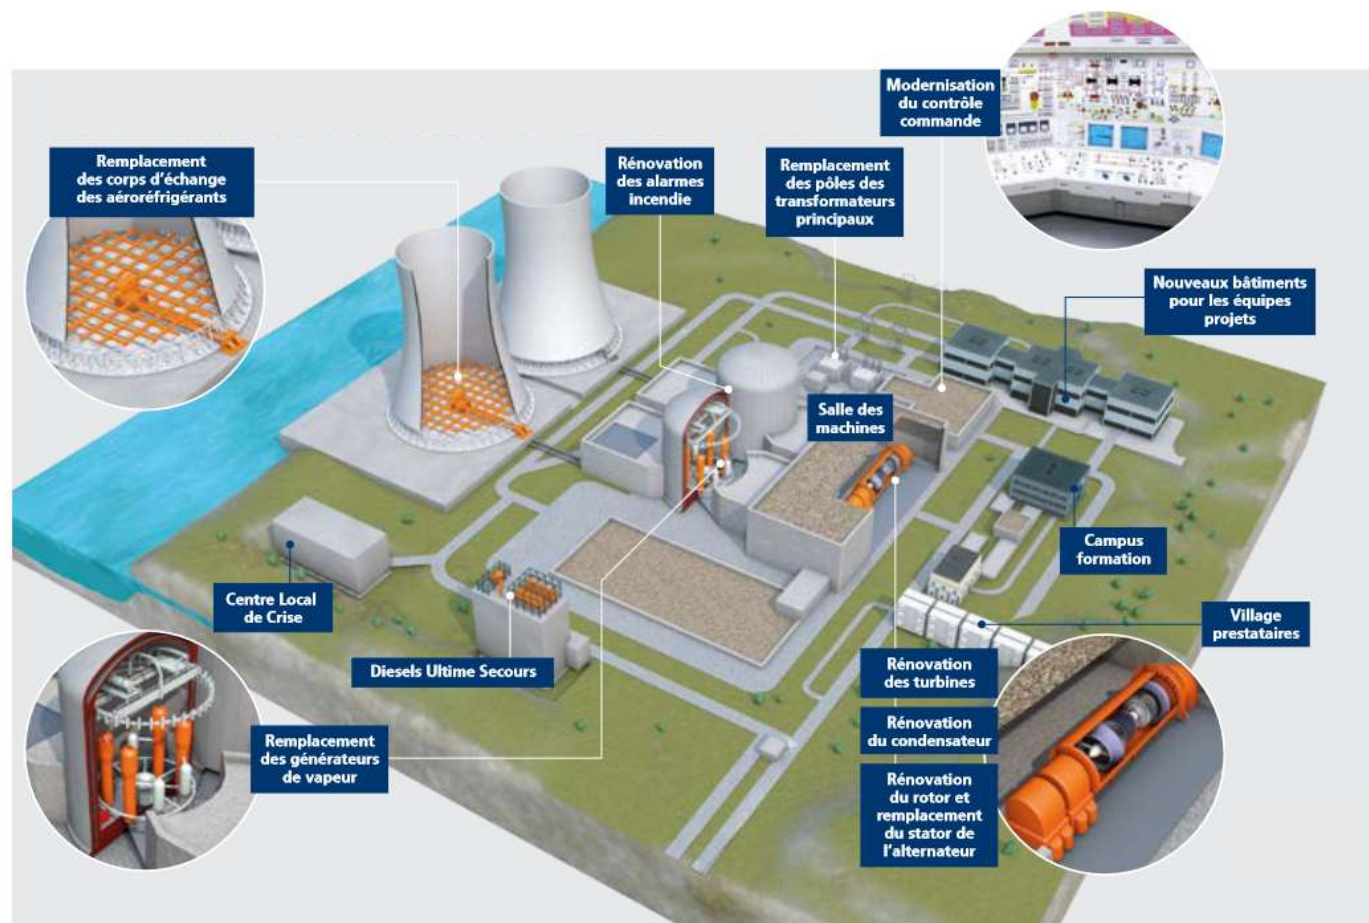 Modernisation
du contrôle
commande
Remplacement
des corps d'échange
des aéroréfrigérants
Rénovation
des alarmes
incendie
Remplacement
des pôles des
transformateurs
principaux
Nouveaux bâtiments
pour les équipes
projets
Salle des
machines
Campus
formation
Centre Local
de Crise
Village
prestataires
Diesels Ultime Secours
Rénovation
des turbines
Rénovation
du condensateur
Remplacement
des générateurs
de vapeur
Rénovation
du rotor et
remplacement
du stator de
l'alternateur